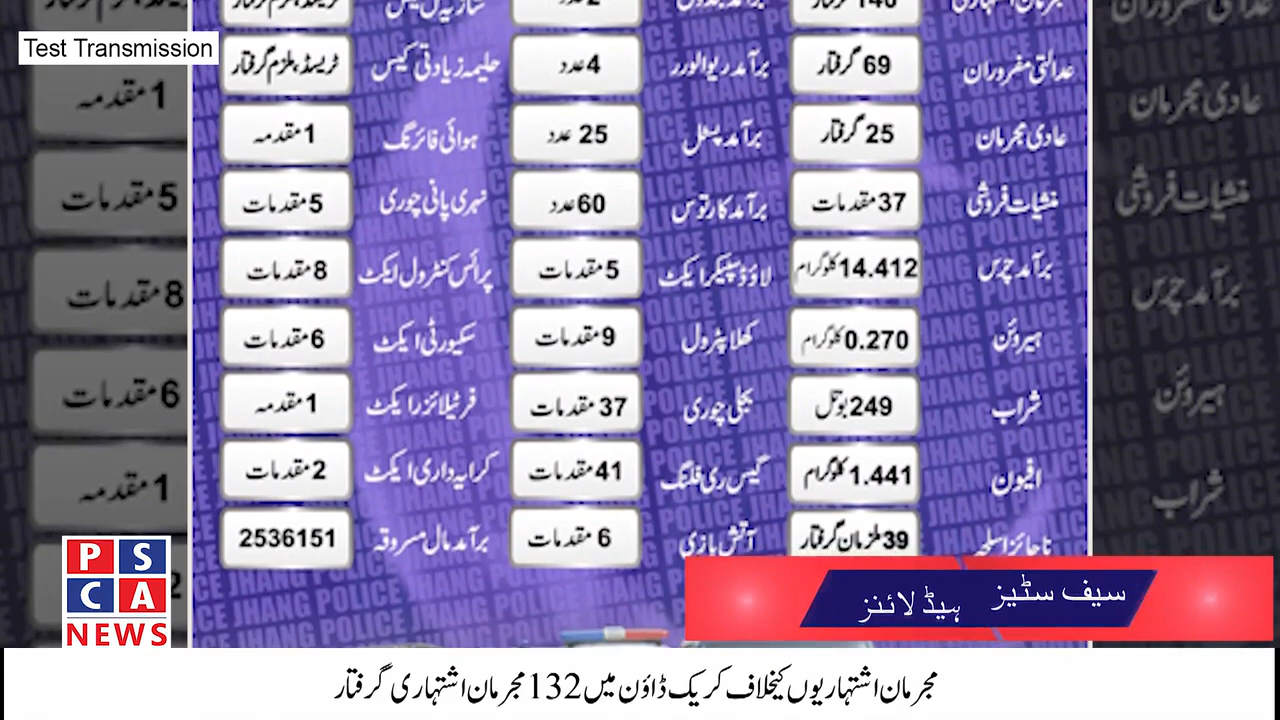 Test Transmission
عدالتی مفروران 69 گرفتار برآمد ریوالور 4 عدد حلیمہ زیادتی کیس ٹریسڈ، ملزم گرفتار
عادی مجرمان 25 گرفتار برآمد پسٹل 25 عدد ہوائی فائرنگ 1 مقدمہ
منشیات فروشی 37 مقدمات برآمد کارتوس 60 عدد نہری پانی چوری 5 مقدمات
برآمد چرس 14.412 کلوگرام لاؤڈ سپیکر ایکٹ 5 مقدمات پرائس کنٹرول ایکٹ 8 مقدمات
ہیروئن 0.270 کلوگرام کھلا پٹرول 9 مقدمات سکیورٹی ایکٹ 6 مقدمات
شراب 249 بوتل بجلی چوری 37 مقدمات فرٹیلائزر ایکٹ 1 مقدمہ
افیون 1.441 کلوگرام گیس ری فلنگ 41 مقدمات کرایہ داری ایکٹ 2 مقدمات
ناجائز اسلحہ 39 ملزمان گرفتار آتش بازی 6 مقدمات برآمد مال مسروقہ 2536151
PSCA
NEWS
سیف سٹیز ہیڈ لائنز
مجرمان اشتہاریوں کیخلاف کریک ڈاؤن میں 132 مجرمان اشتہاری گرفتار